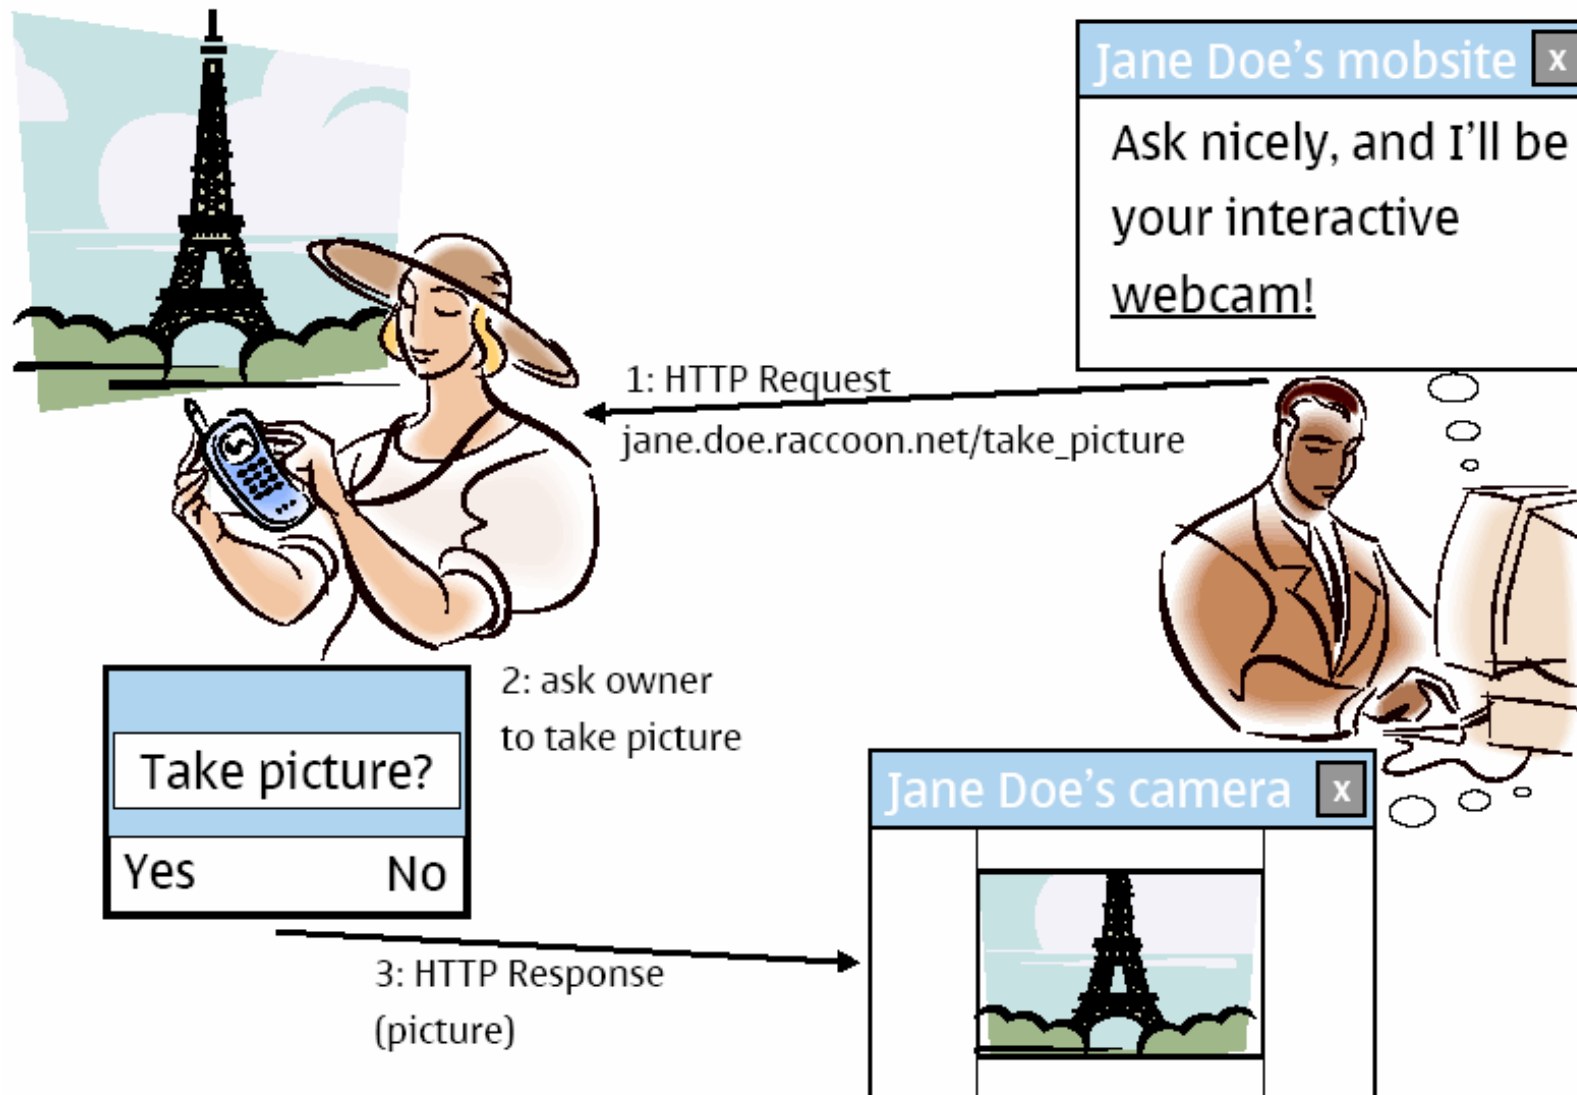 Jane Doe's mobsite x
Ask nicely, and I'll be
your interactive
webcam!
1: HTTP Request
jane.doe.raccoon.net/take_picture
2: ask owner
to take picture
Take picture?
Yes No
Jane Doe's camera x
3: HTTP Response
(picture)